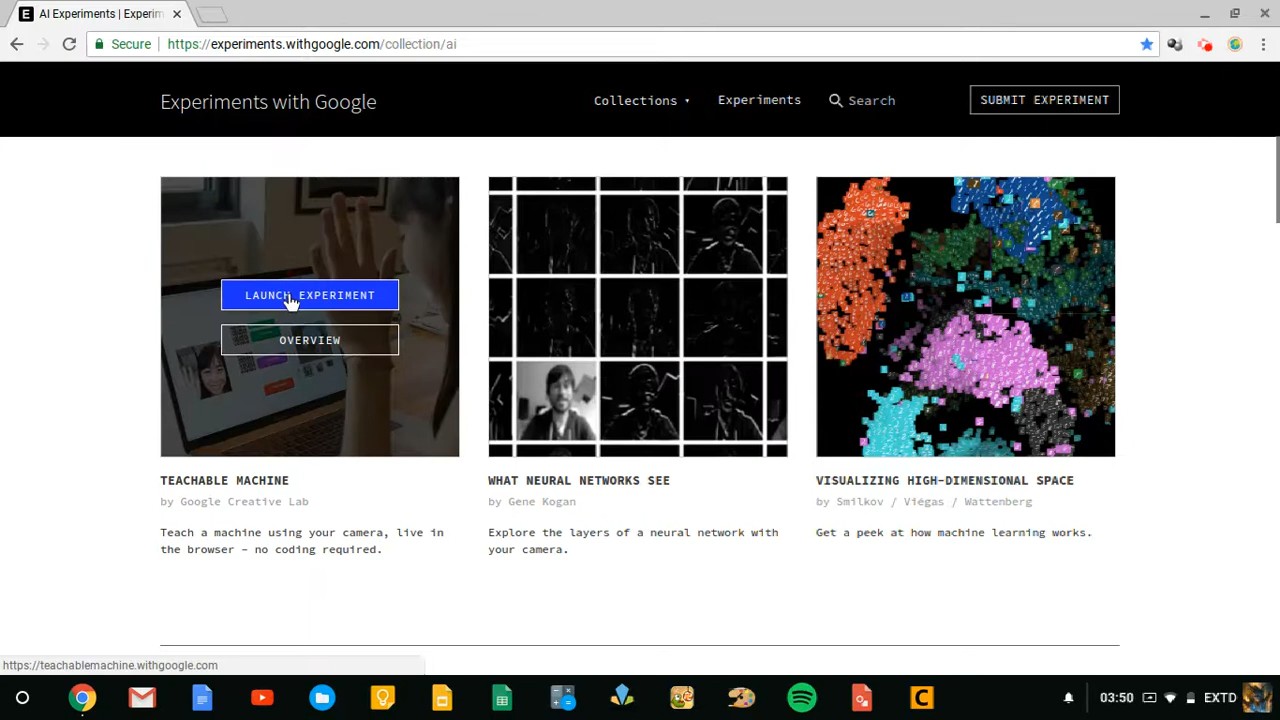 AI Experiments | Experim
Secure
https://experiments.withgoogle.com/collection/ai
Experiments with Google
Collections
Experiments
Search
SUBMIT EXPERIMENT
LAUNCH EXPERIMENT
OVERVIEW
TEACHABLE MACHINE
by Google Creative Lab
Teach a machine using your camera, live in
the browser – no coding required.
WHAT NEURAL NETWORKS SEE
by Gene Kogan
Explore the layers of a neural network with
your camera.
VISUALIZING HIGH-DIMENSIONAL SPACE
by Smilkov / Viégas / Wattenberg
Get a peek at how machine learning works.
https://teachablemachine.withgoogle.com
03:50
EXTD